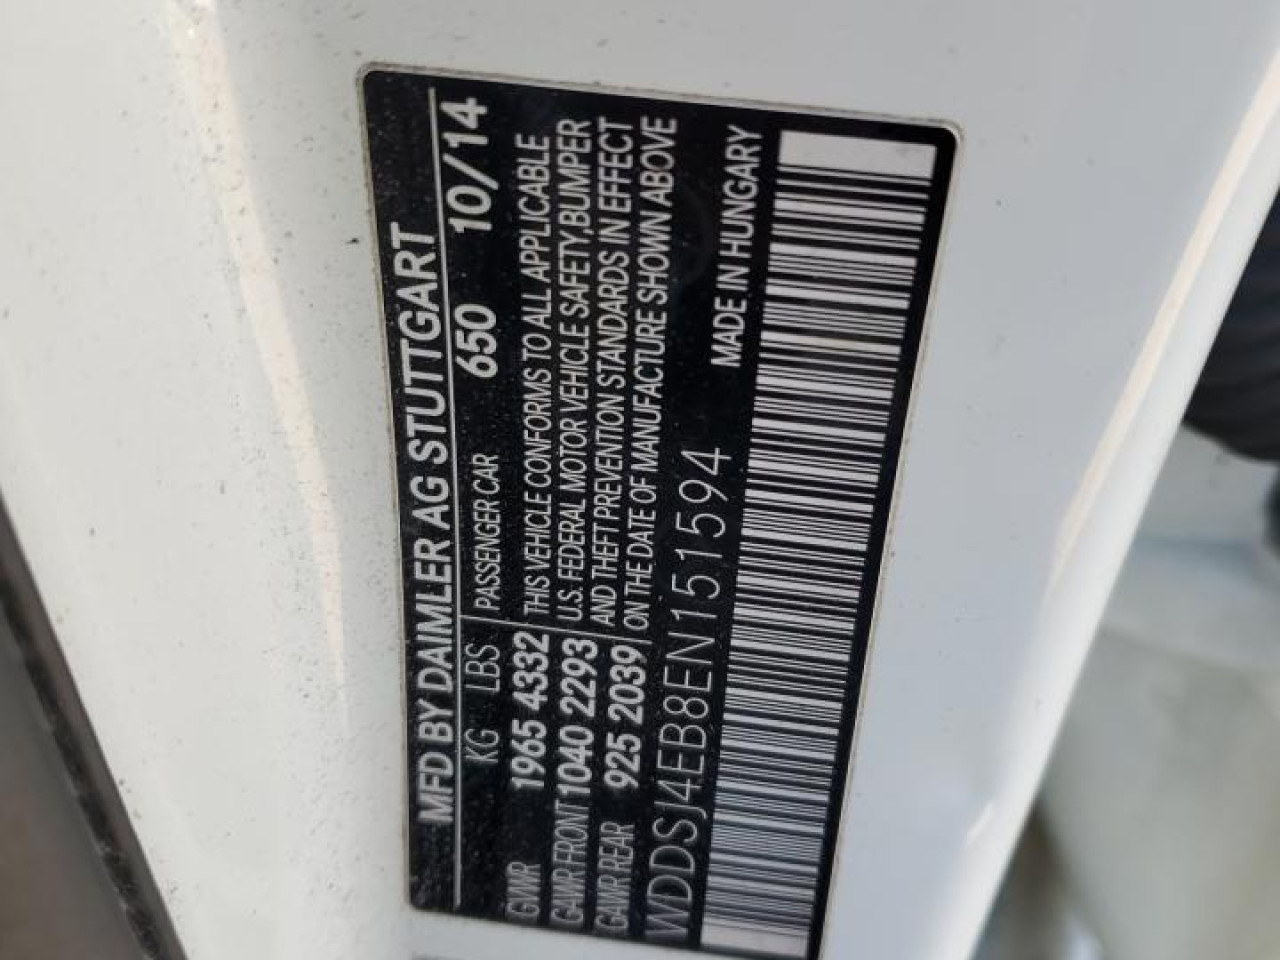 MFD BY DAIMLER AG STUTTGART
KG LBS PASSENGER CAR 650 10/14
GVWR 1965 4332 THIS VEHICLE CONFORMS TO ALL APPLICABLE
GAWR FRONT 1040 2293 U.S. FEDERAL MOTOR VEHICLE SAFETY, BUMPER
GAWR REAR 925 2039 AND THEFT PREVENTION STANDARDS IN EFFECT
ON THE DATE OF MANUFACTURE SHOWN ABOVE
WDDSJ4EB8EN151594 MADE IN HUNGARY